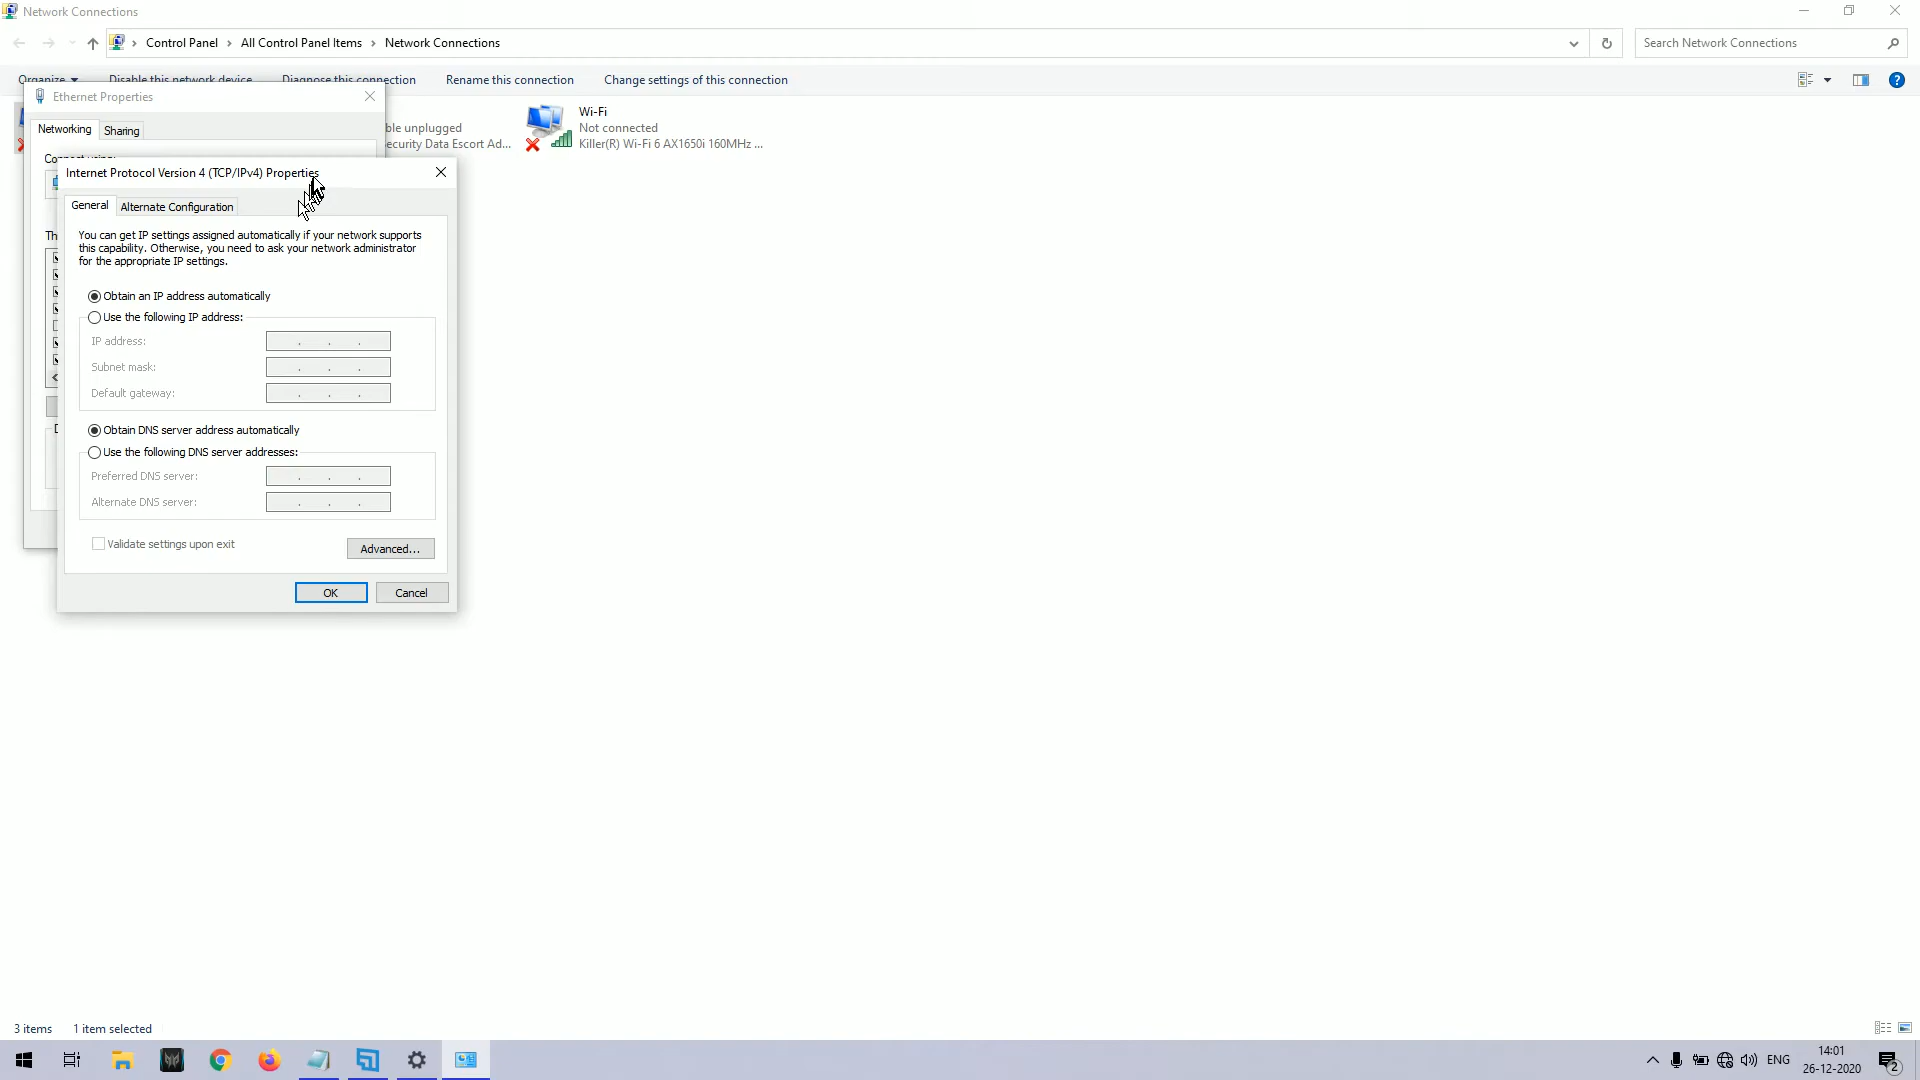 Network Connections
Control Panel › All Control Panel Items › Network Connections
Search Network Connections
Organize Disable this network device Diagnose this connection Rename this connection Change settings of this connection
Ethernet Properties
Wi-Fi
Not connected
Killer(R) Wi-Fi 6 AX1650i 160MHz ...
ble unplugged
ecurity Data Escort Ad...
Networking Sharing
Internet Protocol Version 4 (TCP/IPv4) Properties
General Alternate Configuration
You can get IP settings assigned automatically if your network supports
this capability. Otherwise, you need to ask your network administrator
for the appropriate IP settings.
Obtain an IP address automatically
Use the following IP address:
IP address:
Subnet mask:
Default gateway:
Obtain DNS server address automatically
Use the following DNS server addresses:
Preferred DNS server:
Alternate DNS server:
Validate settings upon exit
Advanced...
OK Cancel
3 items 1 item selected
ENG
14:01
26-12-2020
2